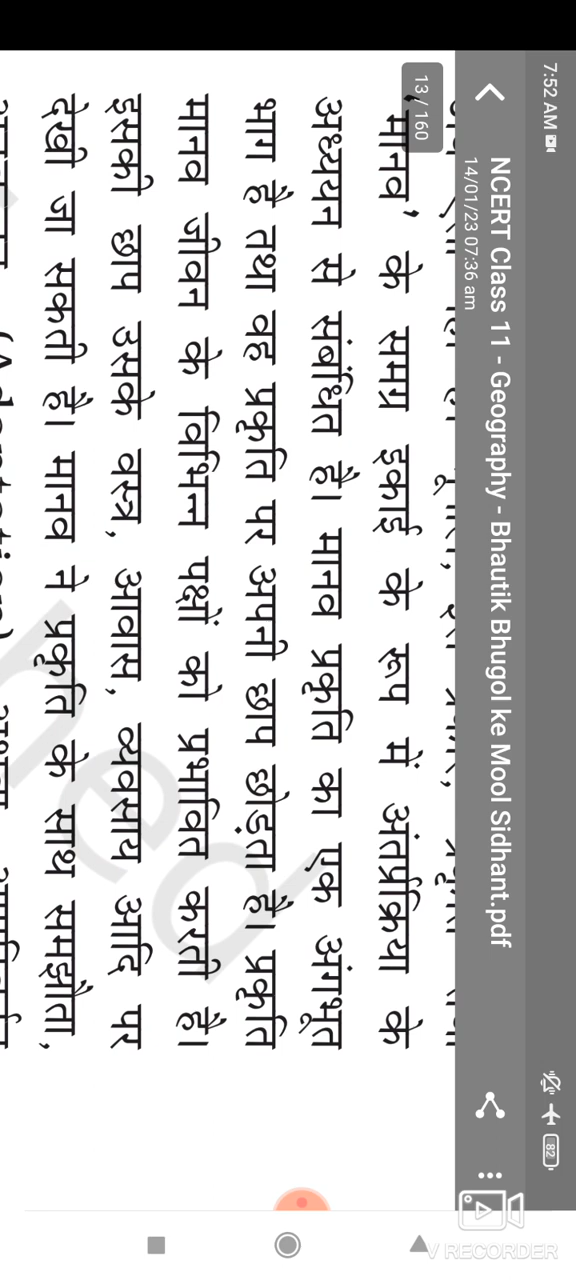 7:52 AM
82
NCERT Class 11 - Geography - Bhautik Bhugol ke Mool Sidhant.pdf
14/01/23 07:36 am
13 / 160
'मानव' के समग्र इकाई के रूप में अंतर्प्रक्रिया के
अध्ययन से संबंधित है। मानव प्रकृति का एक अंगभूत
भाग है तथा वह प्रकृति पर अपनी छाप छोड़ता है। प्रकृति
मानव जीवन के विभिन्न पक्षों को प्रभावित करती है।
इसकी छाप उसके वस्त्र, आवास, व्यवसाय आदि पर
देखी जा सकती है। मानव ने प्रकृति के साथ समझौता,
V RECORDER